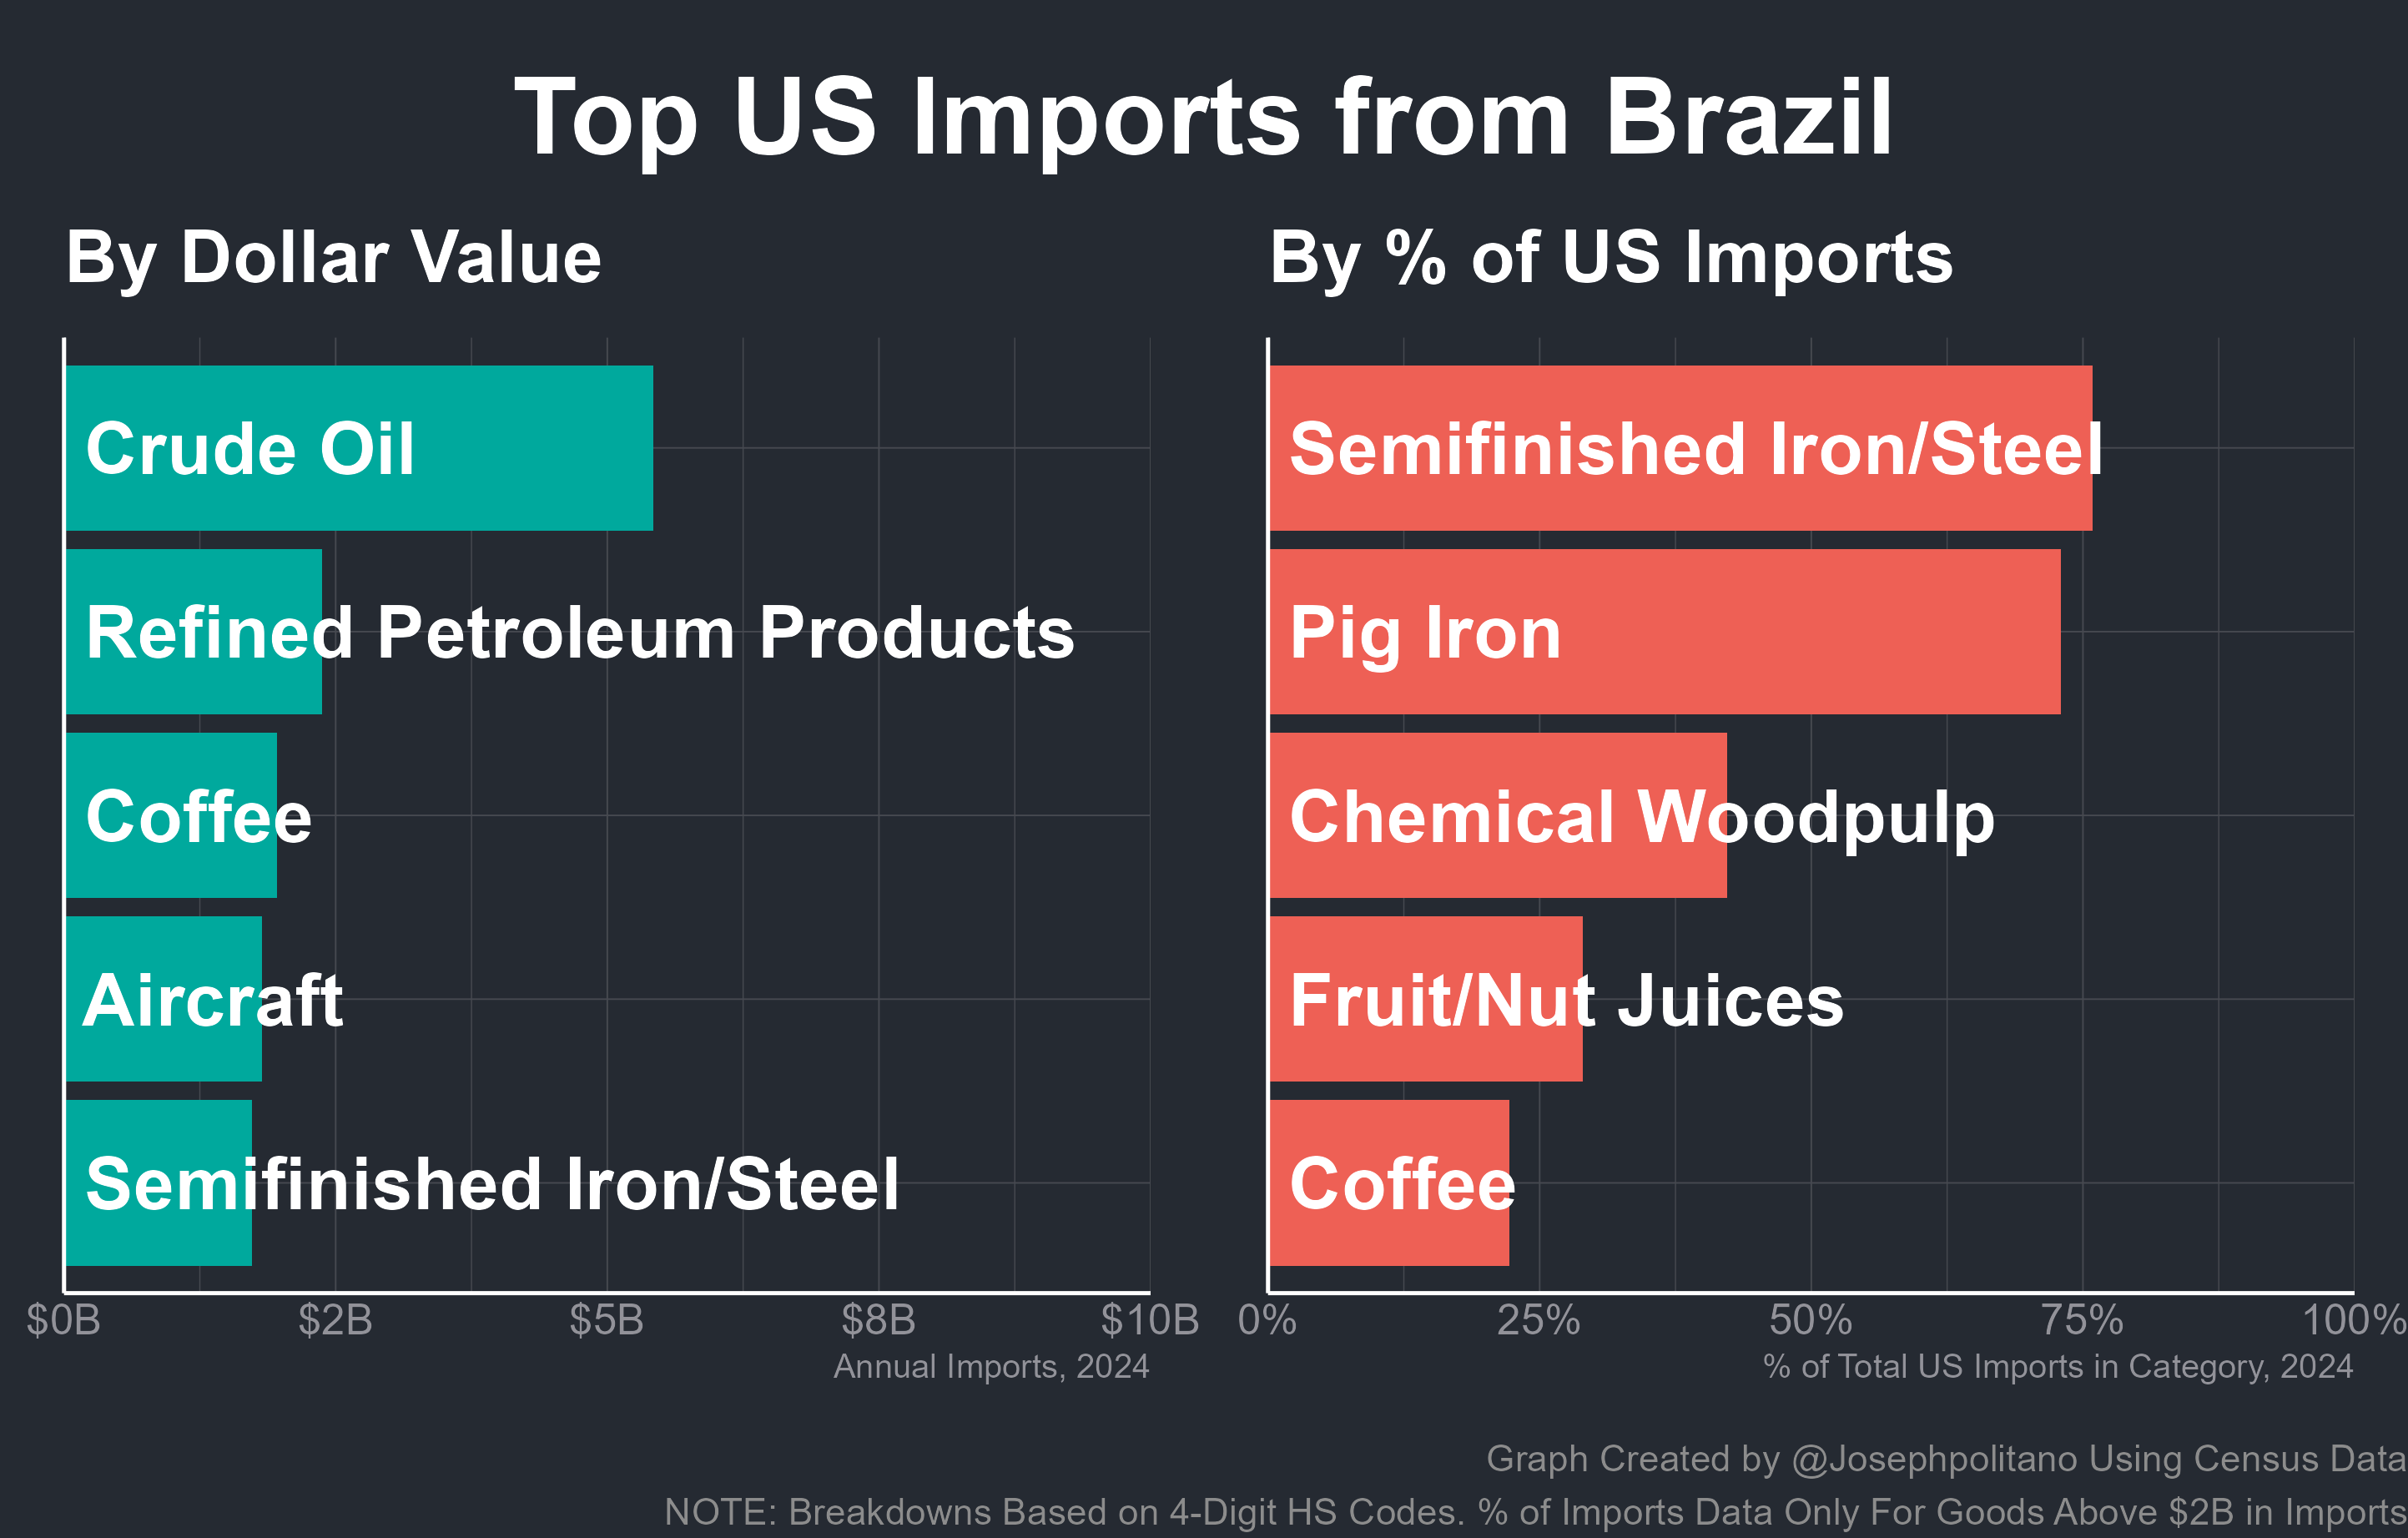 Top US Imports from Brazil
By Dollar Value
Crude Oil
Refined Petroleum Products
Coffee
Aircraft
Semifinished Iron/Steel
$0B $2B $5B $8B $10B
Annual Imports, 2024
By % of US Imports
Semifinished Iron/Steel
Pig Iron
Chemical Woodpulp
Fruit/Nut Juices
Coffee
0% 25% 50% 75% 100%
% of Total US Imports in Category, 2024
Graph Created by @Josephpolitano Using Census Data
NOTE: Breakdowns Based on 4-Digit HS Codes. % of Imports Data Only For Goods Above $2B in Imports